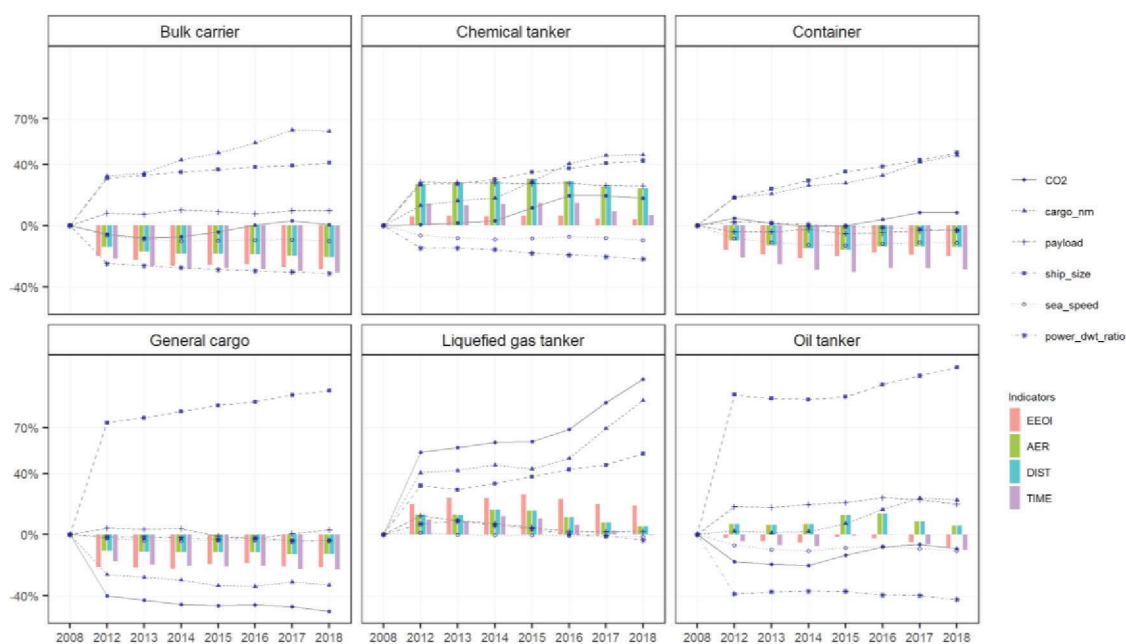 Bulk carrier
Chemical tanker
Container
70%
40%
0%
-40%
General cargo
Liquefied gas tanker
Oil tanker
70%
40%
0%
-40%
2008 2012 2013 2014 2015 2016 2017 2018
2008 2012 2013 2014 2015 2016 2017 2018
2008 2012 2013 2014 2015 2016 2017 2018
CO2
cargo_nm
payload
ship_size
sea_speed
power_dwt_ratio
Indicators
EEOI
AER
DIST
TIME